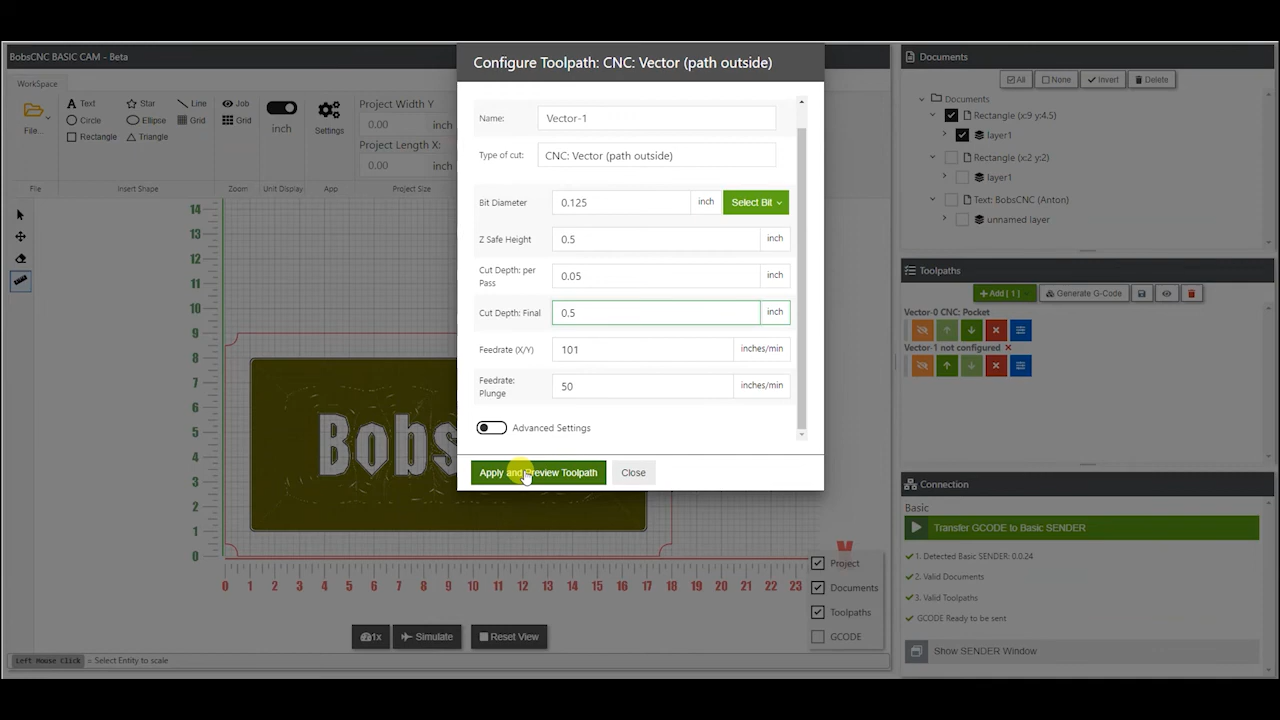 BobsCNC BASIC CAM - Beta
WorkSpace
File...
Text
Circle
Rectangle
Star
Ellipse
Triangle
Line
Grid
Job
Grid
inch
Settings
Project Width Y
0.00 inch
Project Length X:
0.00 inch
File
Insert Shape
Zoom
Unit Display
App
Project Size
Configure Toolpath: CNC: Vector (path outside)
Name: Vector-1
Type of cut: CNC: Vector (path outside)
Bit Diameter 0.125 inch Select Bit
Z Safe Height 0.5 inch
Cut Depth: per
Pass 0.05 inch
Cut Depth: Final 0.5 inch
Feedrate (X/Y) 101 inches/min
Feedrate:
Plunge 50 inches/min
Advanced Settings
Apply and Preview Toolpath Close
14
13
12
11
10
9
8
7
6
5
4
3
2
1
0
Bobs
0 1 2 3 4 5 6 7 8 9 10 11 12 13 14 15 16 17 18 19 20 21 22 23
Project
Documents
Toolpaths
GCODE
1x Simulate Reset View
Left Mouse Click = Select Entity to scale
Documents
All None Invert Delete
Documents
Rectangle (x:9 y:4.5)
layer1
Rectangle (x:2 y:2)
layer1
Text: BobsCNC (Anton)
unnamed layer
Toolpaths
Add [ 1 ] Generate G-Code
Vector-0 CNC: Pocket
Vector-1 not configured
Connection
Basic
Transfer GCODE to Basic SENDER
1. Detected Basic SENDER: 0.0.24
2. Valid Documents
3. Valid Toolpaths
GCODE Ready to be sent
Show SENDER Window